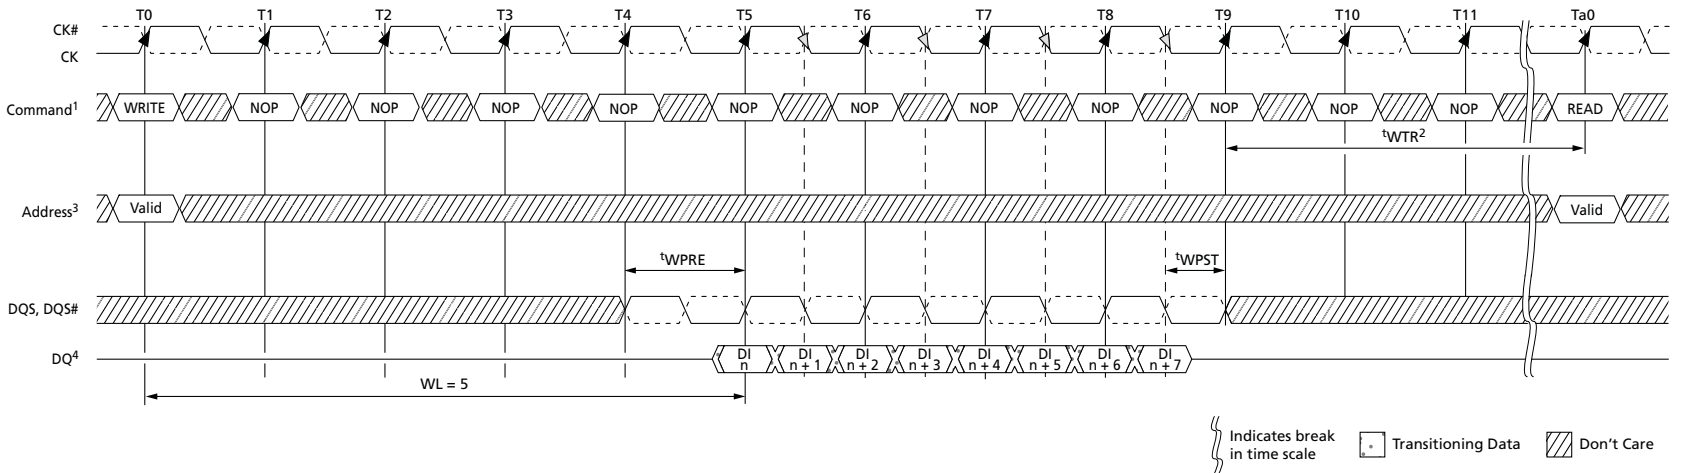 T0 T1 T2 T3 T4 T5 T6 T7 T8 T9 T10 T11 Ta0
CK#
CK
Command1 WRITE NOP NOP NOP NOP NOP NOP NOP NOP NOP NOP NOP READ
tWTR2
Address3 Valid Valid
tWPRE tWPST
DQS, DQS#
DQ4 DI n DI n + 1 DI n + 2 DI n + 3 DI n + 4 DI n + 5 DI n + 6 DI n + 7
WL = 5
Indicates break
in time scale
Transitioning Data
Don't Care